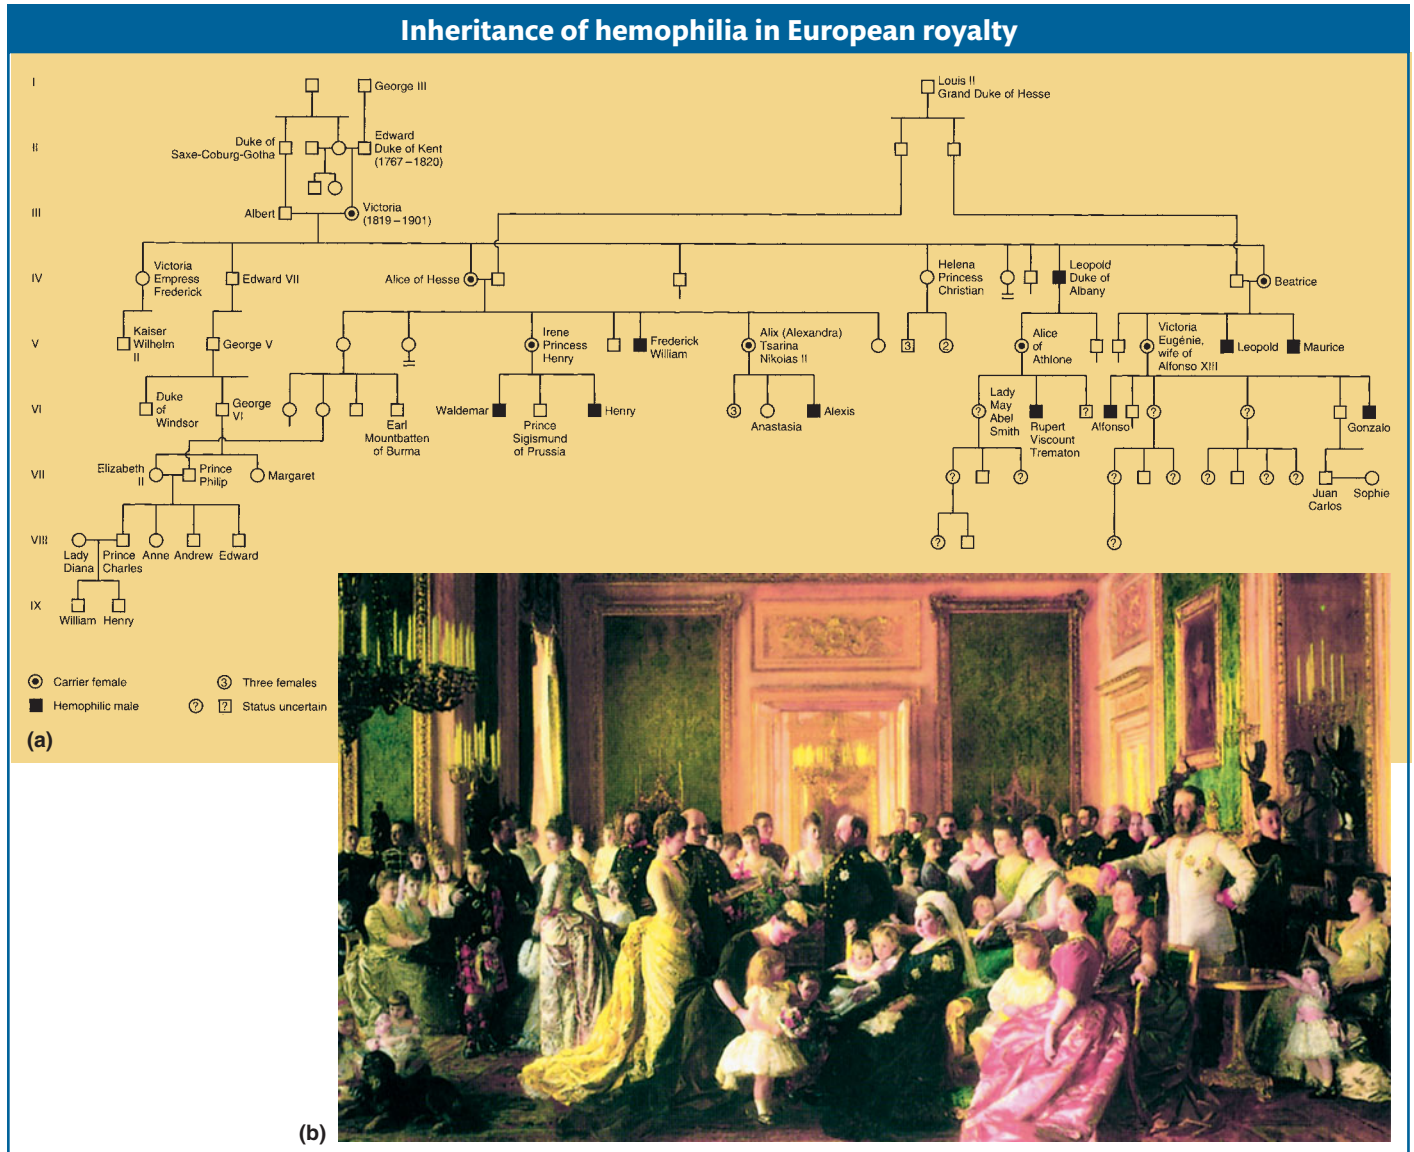 Inheritance of hemophilia in European royalty
I
George III
Louis II
Grand Duke of Hesse
II
Duke of
Saxe-Coburg-Gotha
Edward
Duke of Kent
(1767–1820)
III
Albert
Victoria
(1819–1901)
IV
Victoria
Empress
Frederick
Edward VII
Alice of Hesse
Helena
Princess
Christian
Leopold
Duke of
Albany
Beatrice
V
Kaiser
Wilhelm
II
George V
Irene
Princess
Henry
Frederick
William
Alix (Alexandra)
Tsarina
Nikolas II
3
2
Alice
of
Athlone
Victoria
Eugénie,
wife of
Alfonso XIII
Leopold
Maurice
VI
Duke
of
Windsor
George
VI
Earl
Mountbatten
of Burma
Waldemar
Prince
Sigismund
of Prussia
Henry
3
Anastasia
Alexis
?
Lady
May
Abel
Smith
Rupert
Viscount
Trematon
?
Alfonso
?
?
Gonzalo
VII
Elizabeth
II
Prince
Philip
Margaret
?
?
?
?
?
?
?
Juan
Carlos
Sophie
VIII
Lady
Diana
Prince
Charles
Anne
Andrew
Edward
?
?
IX
William
Henry
Carrier female
3 Three females
Hemophilic male
? ? Status uncertain
(a)
(b)